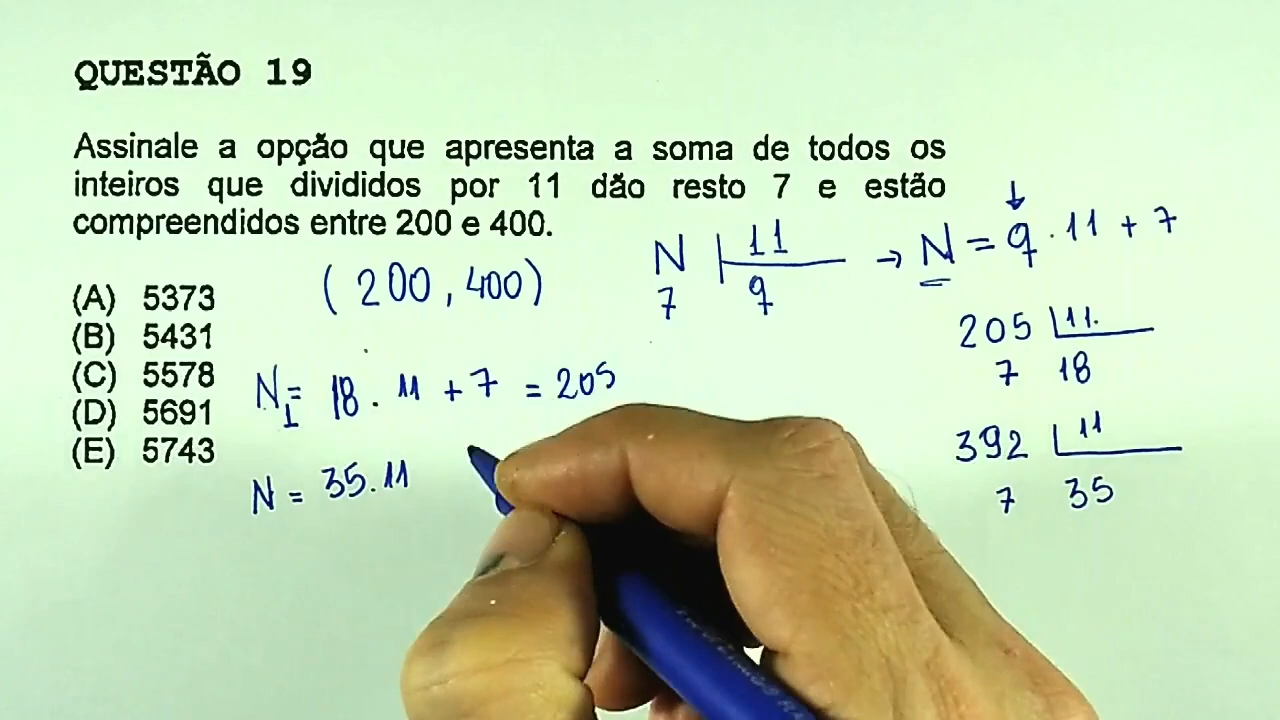 QUESTÃO 19
Assinale a opção que apresenta a soma de todos os
inteiros que divididos por 11 dão resto 7 e estão
compreendidos entre 200 e 400.
(A) 5373
(B) 5431
(C) 5578
(D) 5691
(E) 5743
(200, 400)
N 11
7 q
→ N = q . 11 + 7
205 11
7 18
392 11
7 35
N1 = 18 . 11 + 7 = 205
N = 35 . 11